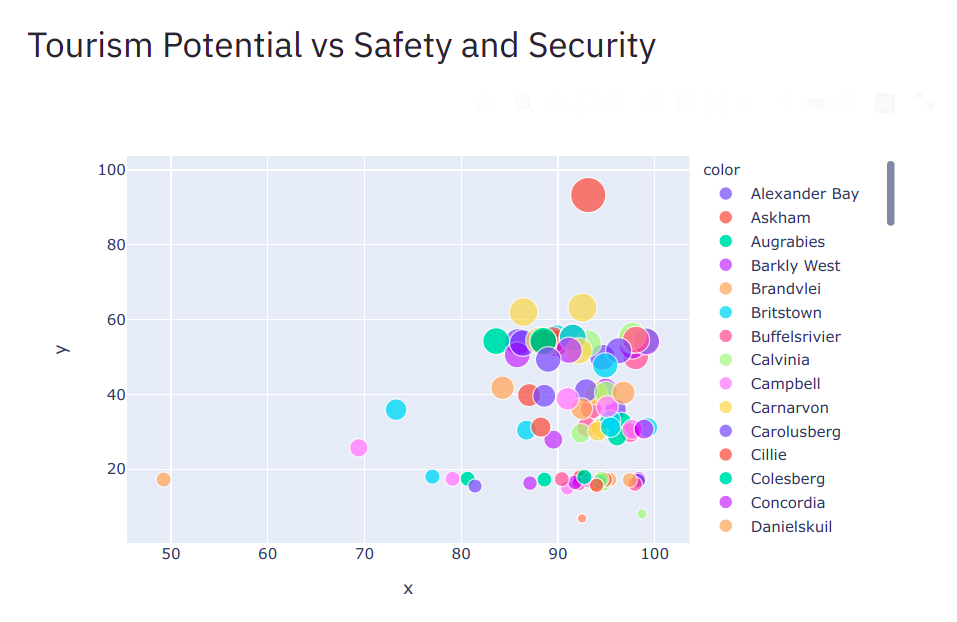 Tourism Potential vs Safety and Security
100
80
60
40
20
50 60 70 80 90 100
x
y
color
Alexander Bay
Askham
Augrabies
Barkly West
Brandvlei
Britstown
Buffelsrivier
Calvinia
Campbell
Carnarvon
Carolusberg
Cillie
Colesberg
Concordia
Danielskuil